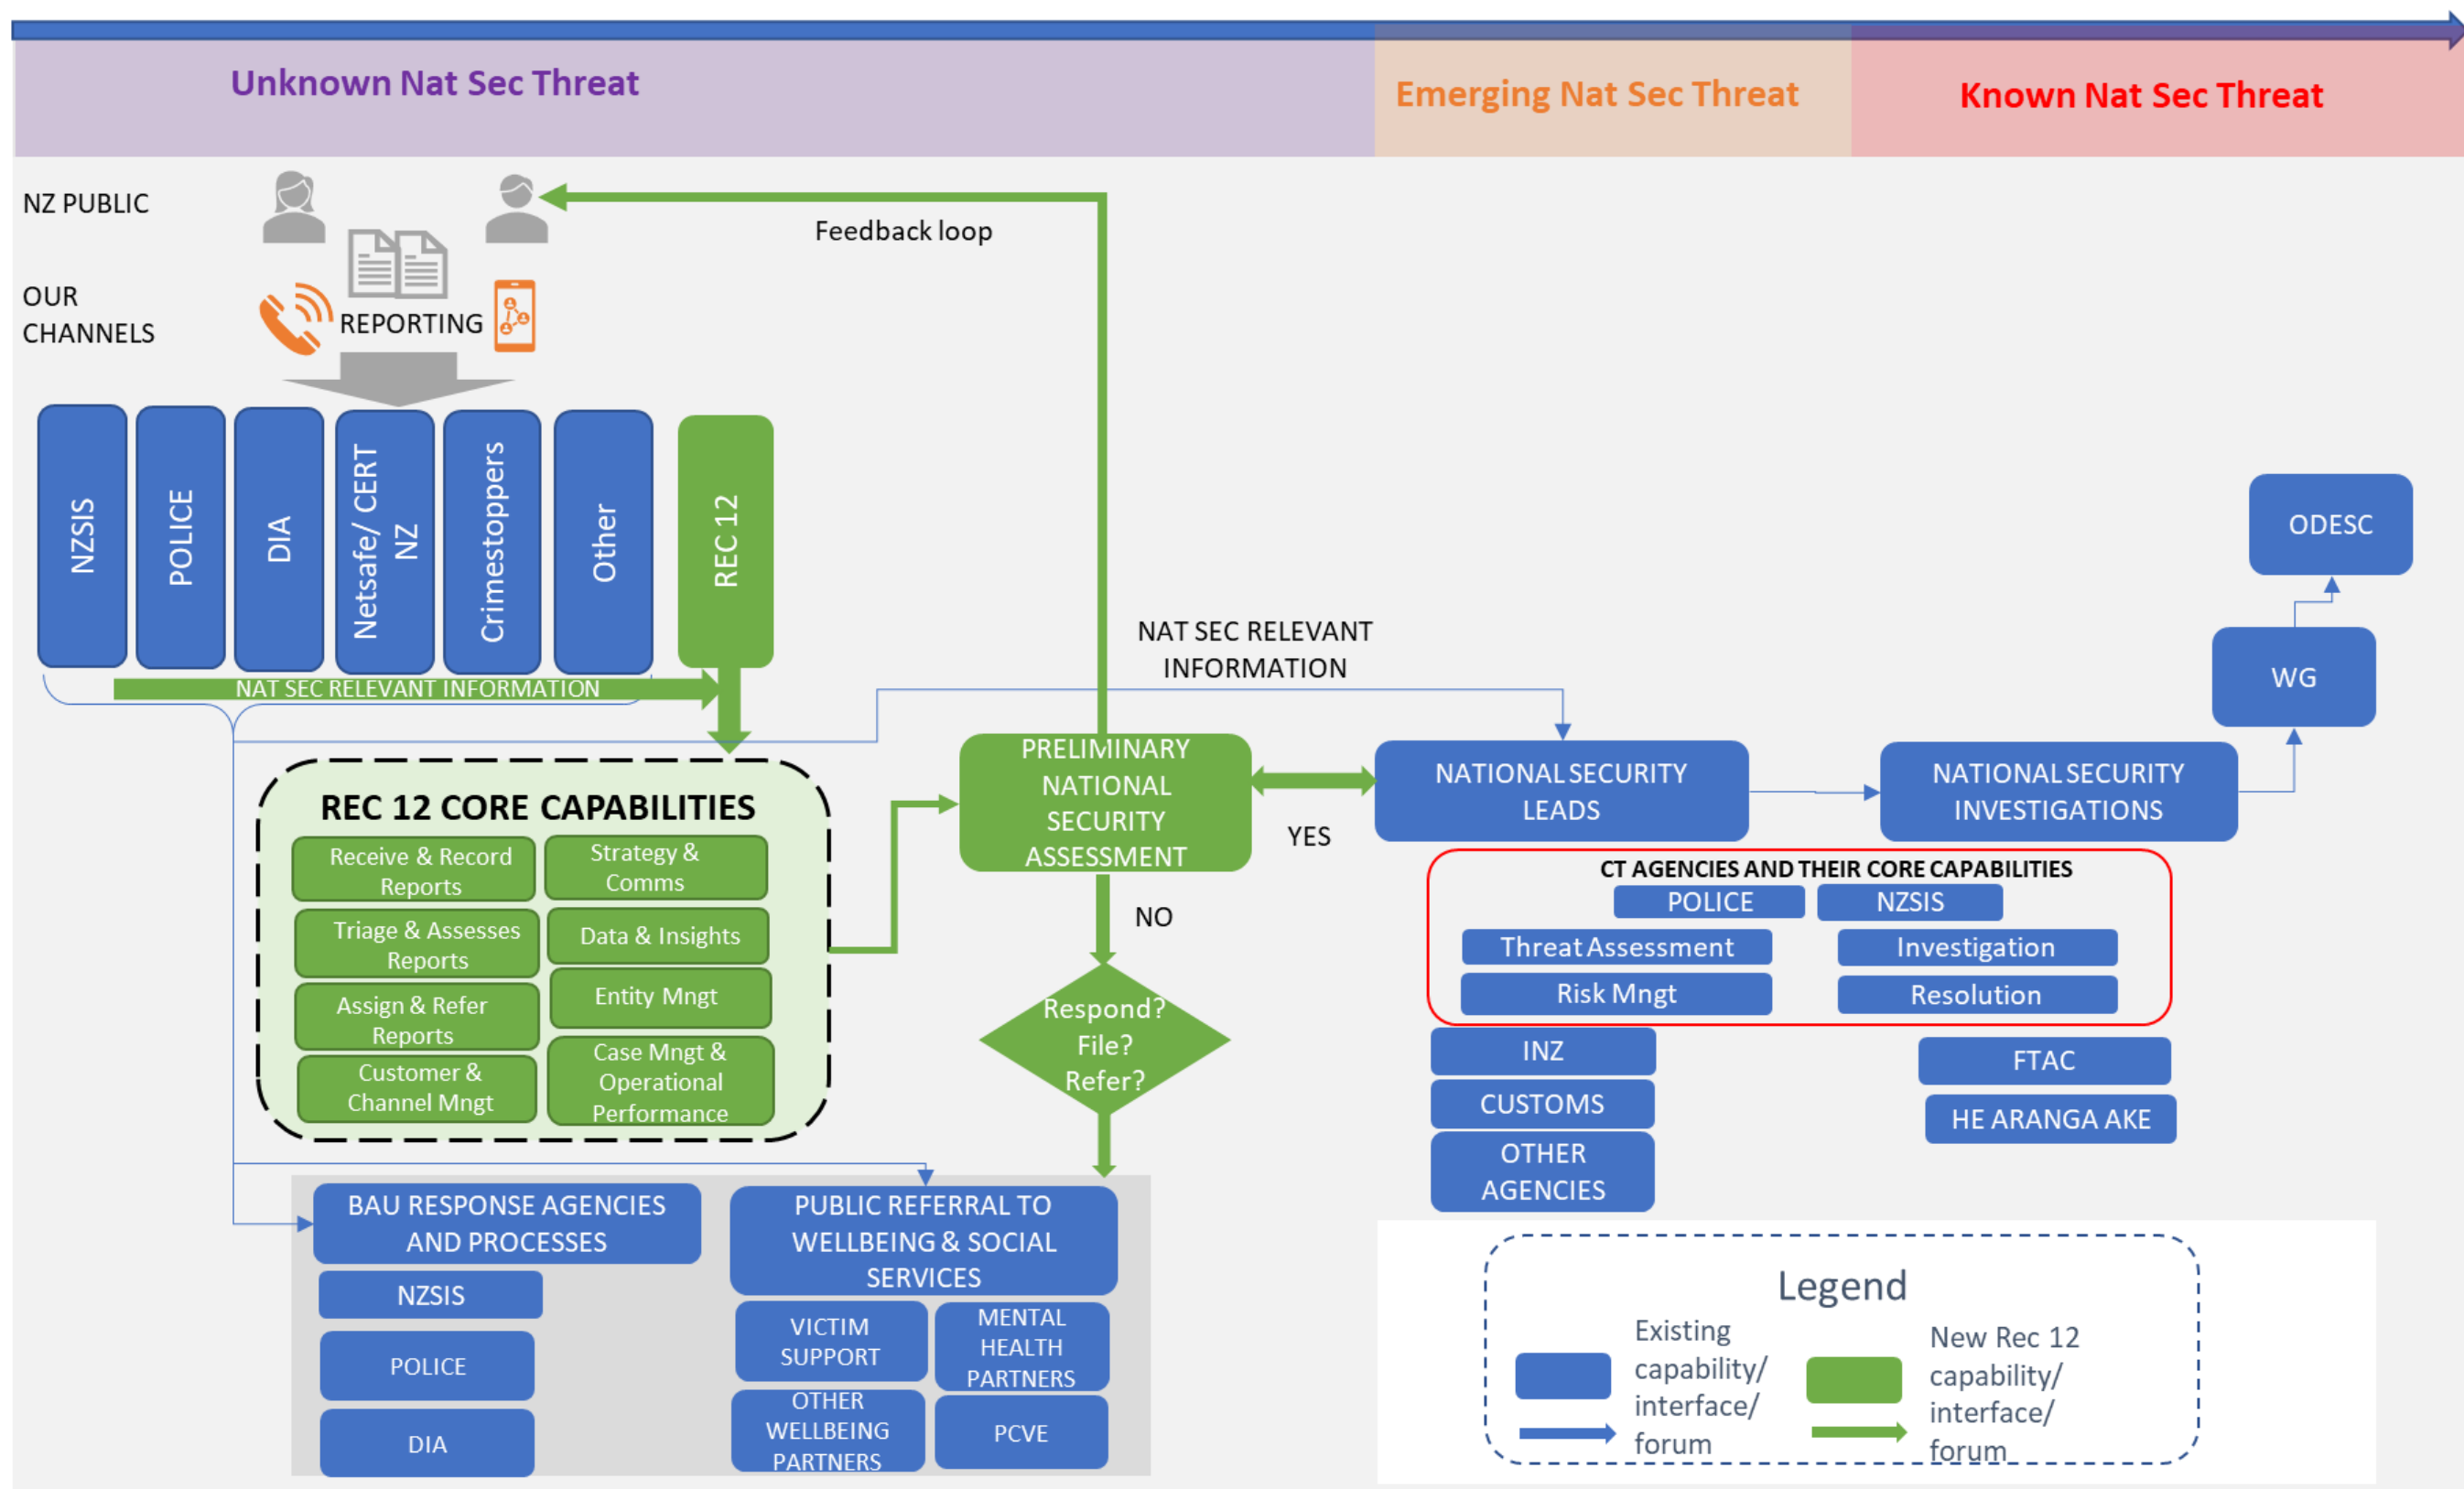 Unknown Nat Sec Threat
Emerging Nat Sec Threat
Known Nat Sec Threat
NZ PUBLIC
Feedback loop
OUR
CHANNELS
REPORTING
NZSIS
POLICE
DIA
Netsafe/ CERT
NZ
Crimestoppers
Other
REC 12
NAT SEC RELEVANT INFORMATION
NAT SEC RELEVANT
INFORMATION
ODESC
WG
REC 12 CORE CAPABILITIES
Receive & Record
Reports
Strategy &
Comms
Triage & Assesses
Reports
Data & Insights
Assign & Refer
Reports
Entity Mngt
Customer &
Channel Mngt
Case Mngt &
Operational
Performance
PRELIMINARY
NATIONAL
SECURITY
ASSESSMENT
YES
NO
Respond?
File?
Refer?
NATIONAL SECURITY
LEADS
NATIONAL SECURITY
INVESTIGATIONS
CT AGENCIES AND THEIR CORE CAPABILITIES
POLICE
NZSIS
Threat Assessment
Investigation
Risk Mngt
Resolution
INZ
CUSTOMS
OTHER
AGENCIES
FTAC
HE ARANGA AKE
BAU RESPONSE AGENCIES
AND PROCESSES
NZSIS
POLICE
DIA
PUBLIC REFERRAL TO
WELLBEING & SOCIAL
SERVICES
VICTIM
SUPPORT
MENTAL
HEALTH
PARTNERS
OTHER
WELLBEING
PARTNERS
PCVE
Legend
Existing
capability/
interface/
forum
New Rec 12
capability/
interface/
forum